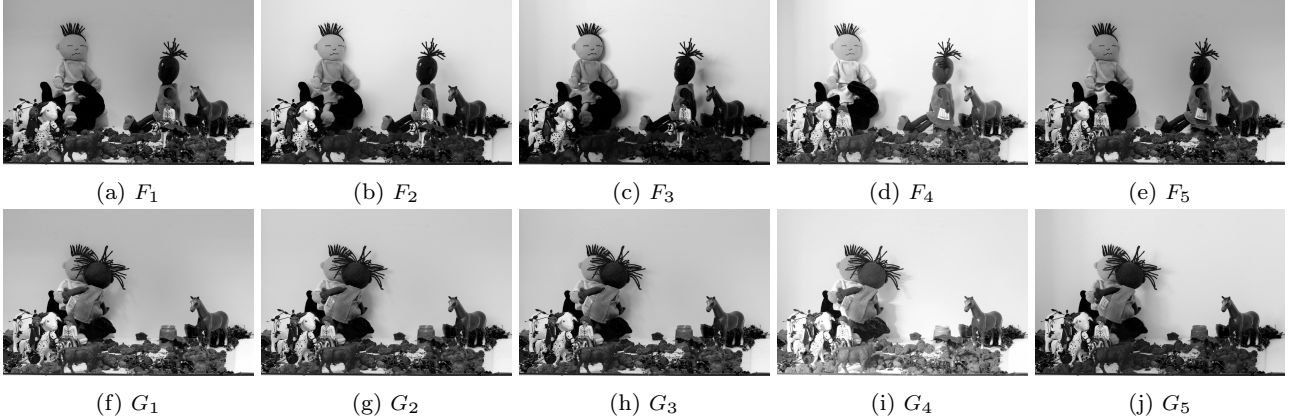 (a) F₁ (b) F₂ (c) F₃ (d) F₄ (e) F₅
(f) G₁ (g) G₂ (h) G₃ (i) G₄ (j) G₅